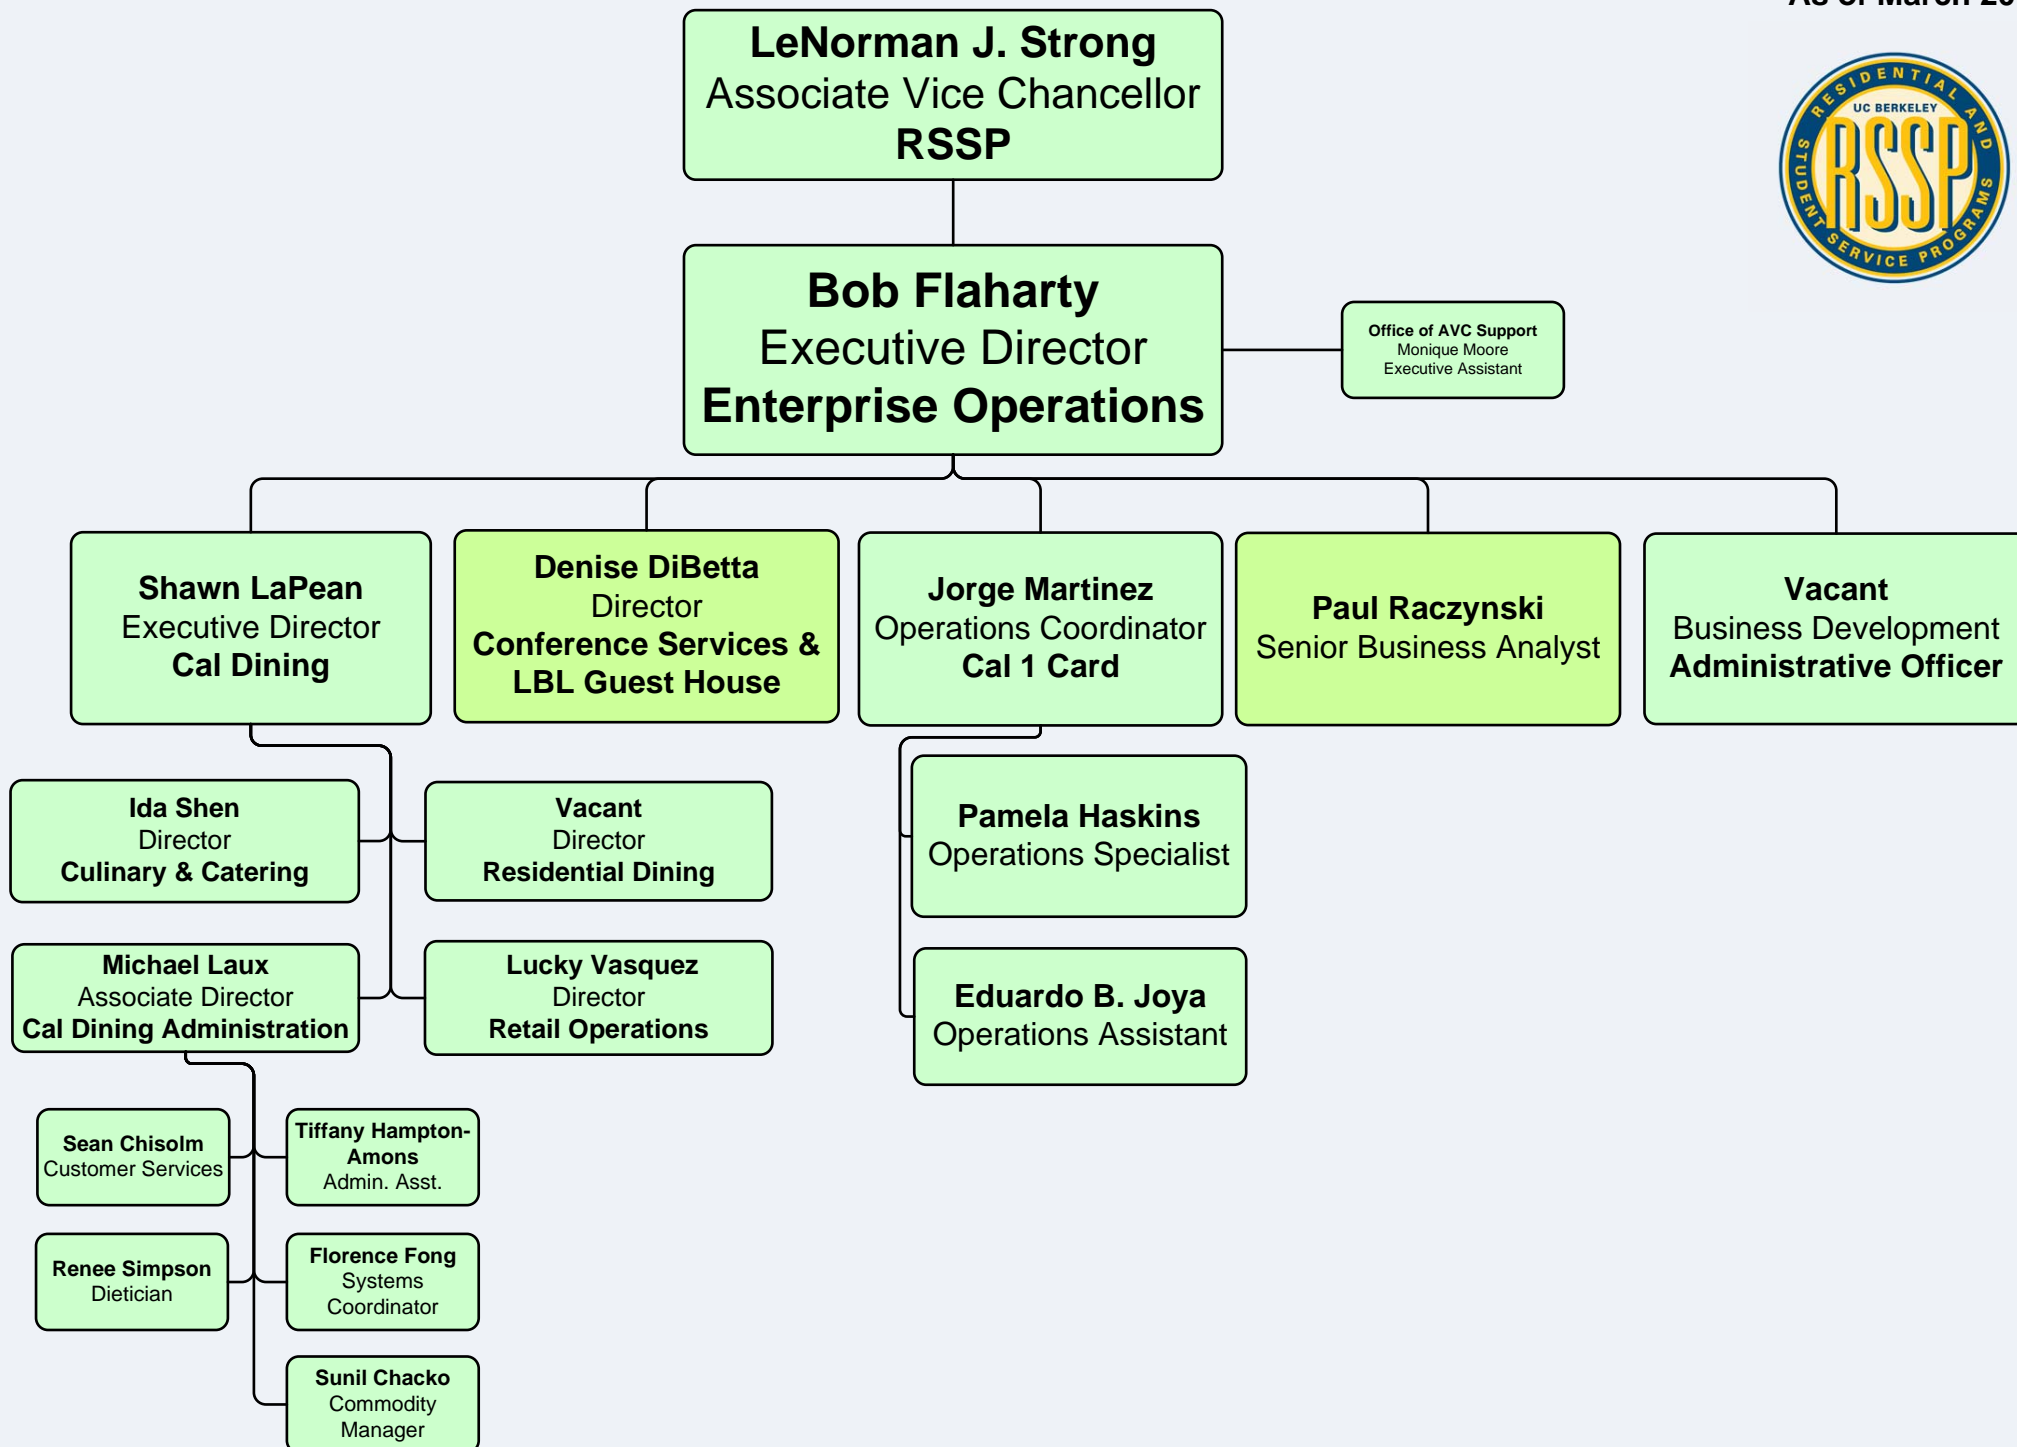 As of March
LeNorman J. Strong
Associate Vice Chancellor
RSSP
RESIDENTIAL AND
STUDENT SERVICE PROGRAMS
UC BERKELEY
RSSP
Bob Flaharty
Executive Director
Enterprise Operations
Office of AVC Support
Monique Moore
Executive Assistant
Shawn LaPean
Executive Director
Cal Dining
Denise DiBetta
Director
Conference Services &
LBL Guest House
Jorge Martinez
Operations Coordinator
Cal 1 Card
Paul Raczynski
Senior Business Analyst
Vacant
Business Development
Administrative Officer
Ida Shen
Director
Culinary & Catering
Vacant
Director
Residential Dining
Pamela Haskins
Operations Specialist
Michael Laux
Associate Director
Cal Dining Administration
Lucky Vasquez
Director
Retail Operations
Eduardo B. Joya
Operations Assistant
Sean Chisolm
Customer Services
Tiffany Hampton-
Amons
Admin. Asst.
Renee Simpson
Dietician
Florence Fong
Systems
Coordinator
Sunil Chacko
Commodity
Manager